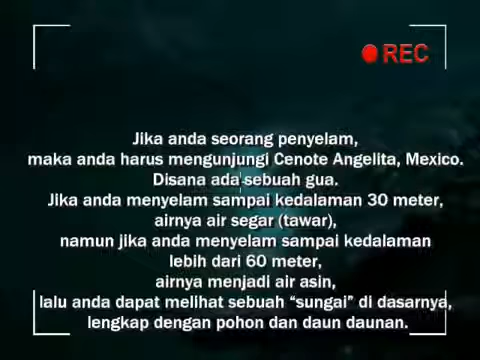 REC
Jika anda seorang penyelam,
maka anda harus mengunjungi Cenote Angelita, Mexico.
Disana ada sebuah gua.
Jika anda menyelam sampai kedalaman 30 meter,
airnya air segar (tawar),
namun jika anda menyelam sampai kedalaman
lebih dari 60 meter,
airnya menjadi air asin,
lalu anda dapat melihat sebuah “sungai” di dasarnya,
lengkap dengan pohon dan daun daunan.